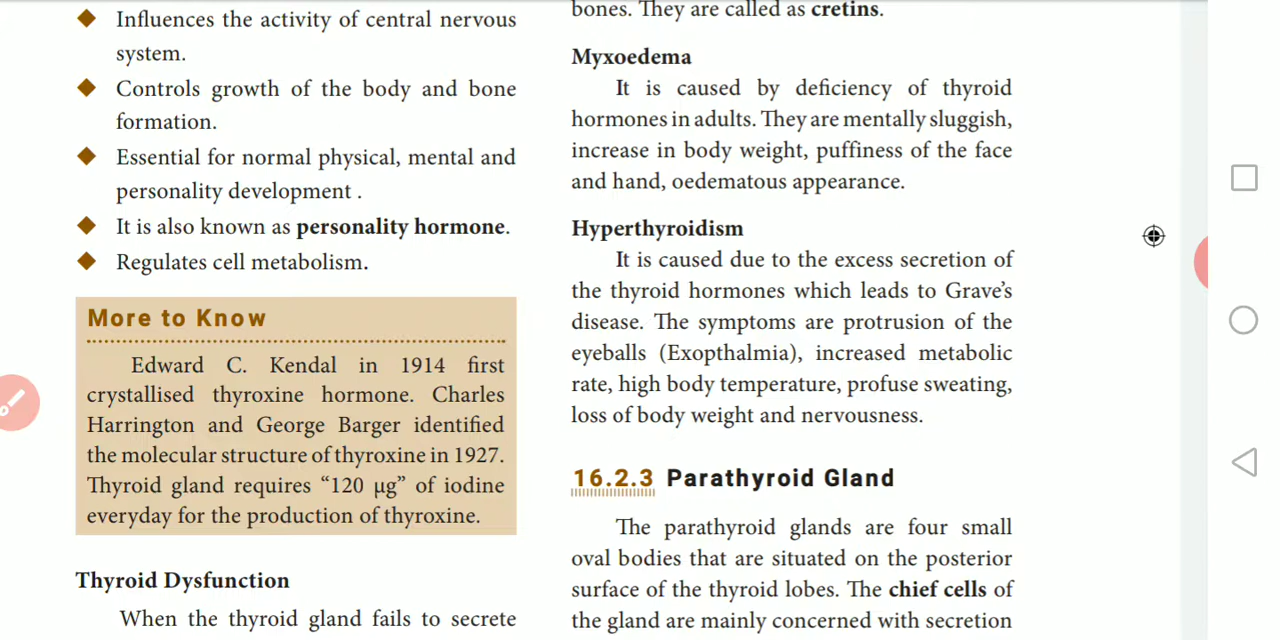 Influences the activity of central nervous
system.
Controls growth of the body and bone
formation.
Essential for normal physical, mental and
personality development .
It is also known as personality hormone.
Regulates cell metabolism.
More to Know
Edward C. Kendal in 1914 first
crystallised thyroxine hormone. Charles
Harrington and George Barger identified
the molecular structure of thyroxine in 1927.
Thyroid gland requires “120 µg” of iodine
everyday for the production of thyroxine.
Thyroid Dysfunction
When the thyroid gland fails to secrete
bones. They are called as cretins.
Myxoedema
It is caused by deficiency of thyroid
hormones in adults. They are mentally sluggish,
increase in body weight, puffiness of the face
and hand, oedematous appearance.
Hyperthyroidism
It is caused due to the excess secretion of
the thyroid hormones which leads to Grave’s
disease. The symptoms are protrusion of the
eyeballs (Exopthalmia), increased metabolic
rate, high body temperature, profuse sweating,
loss of body weight and nervousness.
16.2.3 Parathyroid Gland
The parathyroid glands are four small
oval bodies that are situated on the posterior
surface of the thyroid lobes. The chief cells of
the gland are mainly concerned with secretion